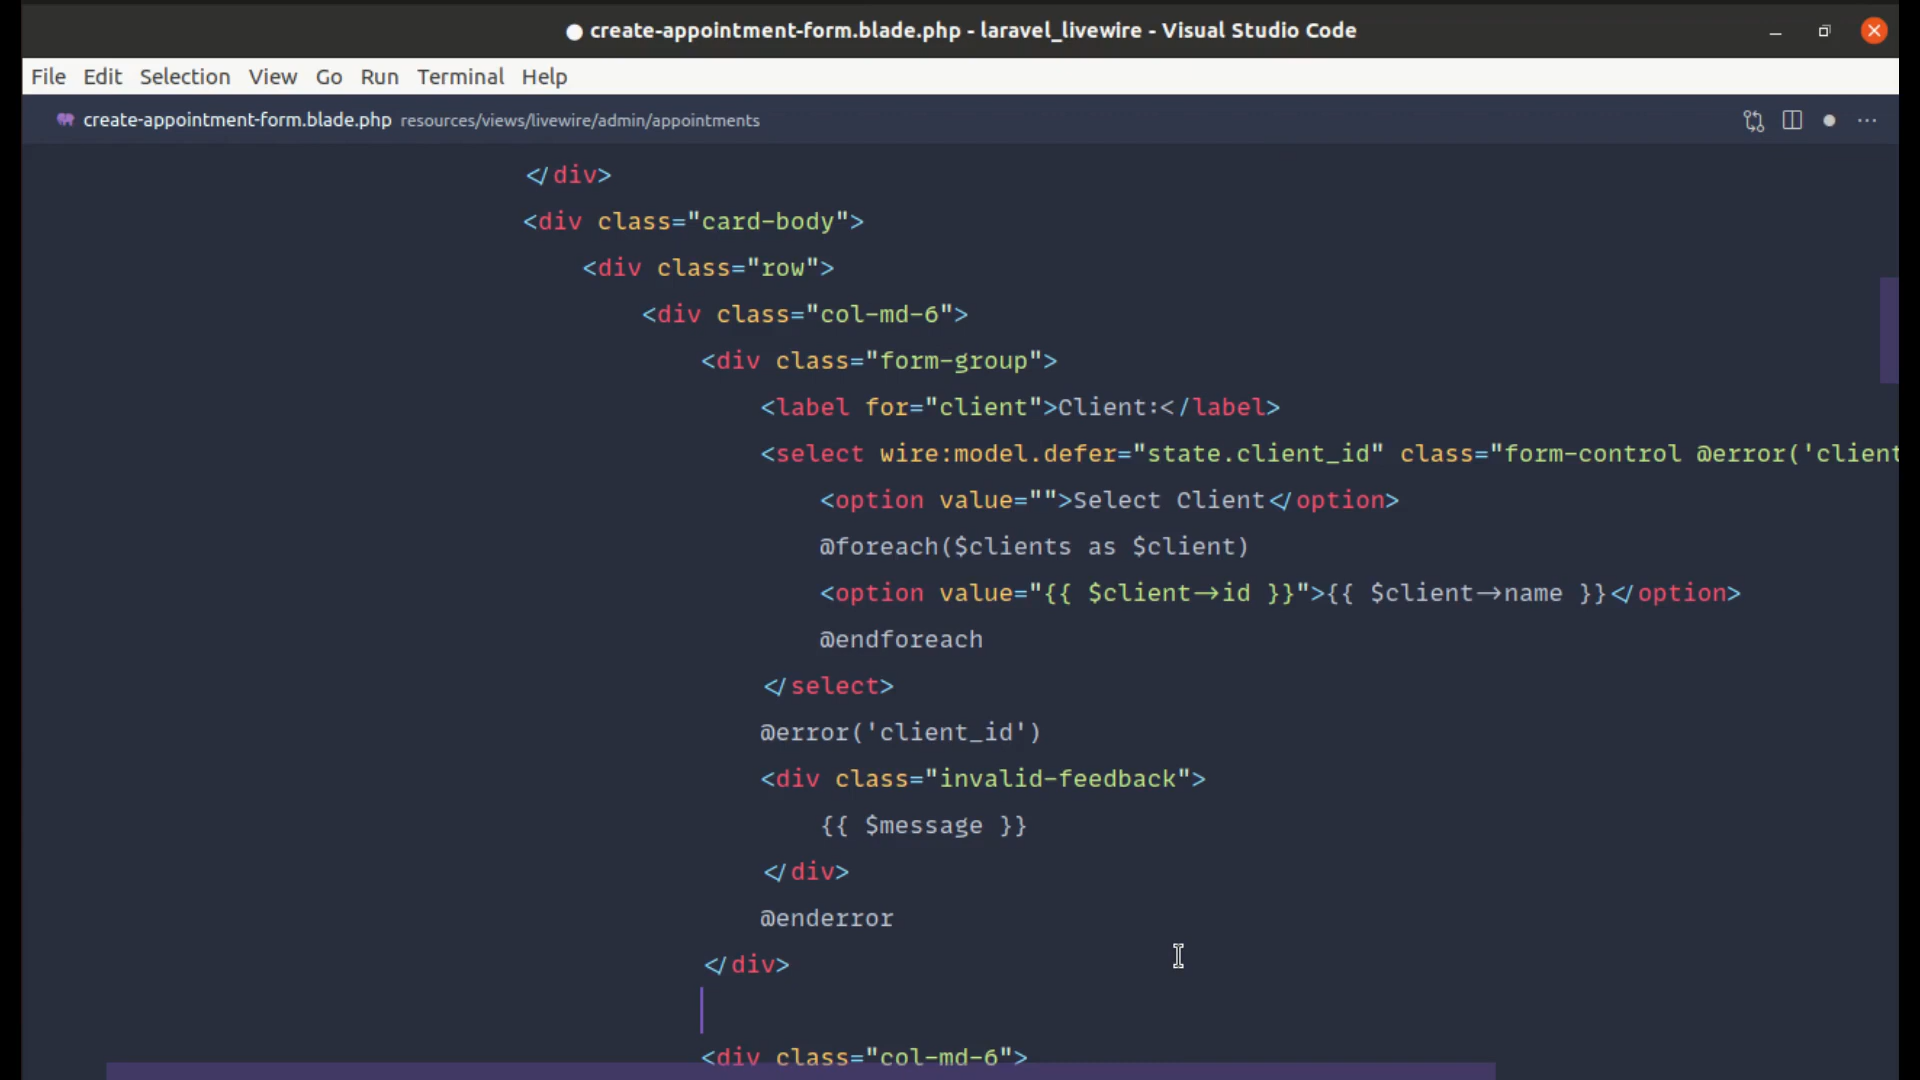 create-appointment-form.blade.php - laravel_livewire - Visual Studio Code
File Edit Selection View Go Run Terminal Help
create-appointment-form.blade.php resources/views/livewire/admin/appointments
</div>
<div class="card-body">
<div class="row">
<div class="col-md-6">
<div class="form-group">
<label for="client">Client:</label>
<select wire:model.defer="state.client_id" class="form-control @error('client
<option value="">Select Client</option>
@foreach($clients as $client)
<option value="{{ $client->id }}">{{ $client->name }}</option>
@endforeach
</select>
@error('client_id')
<div class="invalid-feedback">
{{ $message }}
</div>
@enderror
</div>
<div class="col-md-6">